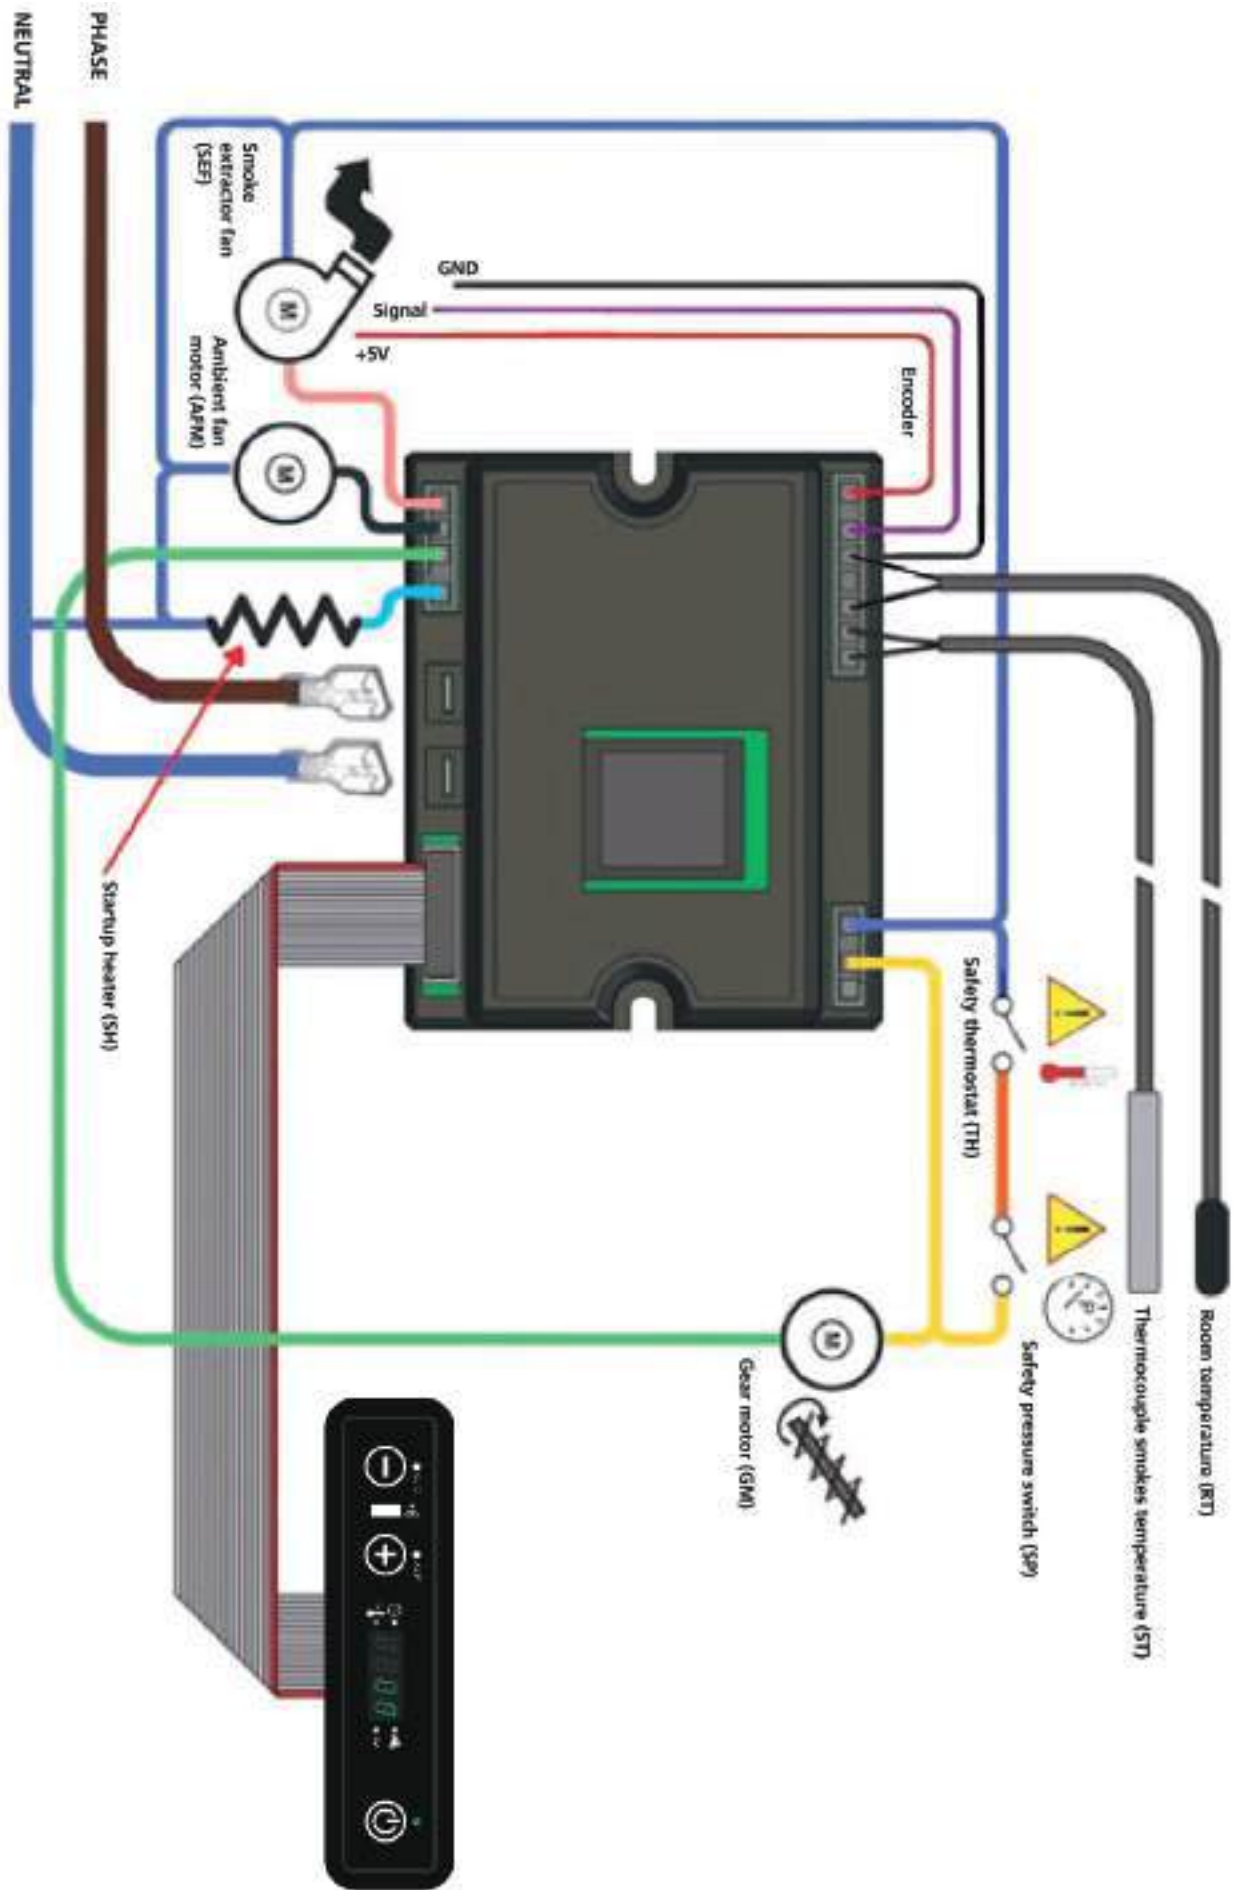 NEUTRAL
PHASE
Smoke
extractor fan
(SEF)
GND
Signal
+5V
Encoder
Ambient fan
motor (AFM)
M
M
Startup heater (SH)
Safety thermostat (TH)
Safety pressure switch (SP)
Thermocouple smokes temperature (ST)
Room temperature (RT)
M
Gear motor (GM)